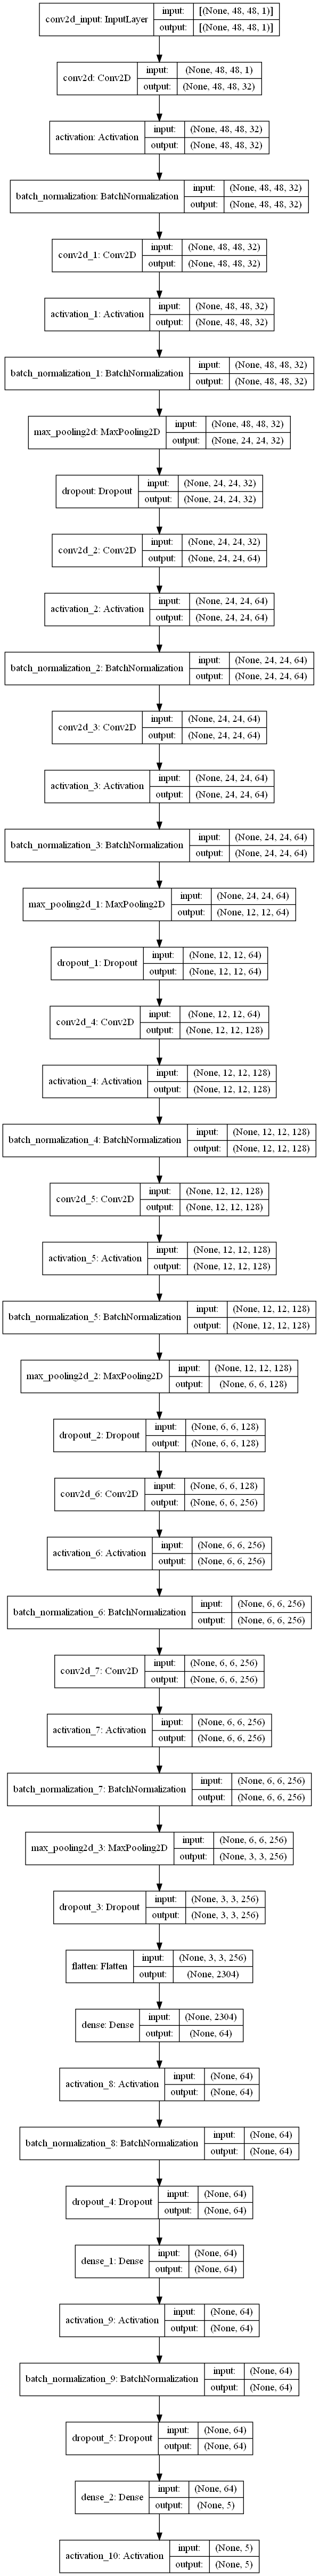 conv2d_input: InputLayer input: [(None, 48, 48, 1)]
output: [(None, 48, 48, 1)]
conv2d: Conv2D input: (None, 48, 48, 1)
output: (None, 48, 48, 32)
activation: Activation input: (None, 48, 48, 32)
output: (None, 48, 48, 32)
batch_normalization: BatchNormalization input: (None, 48, 48, 32)
output: (None, 48, 48, 32)
conv2d_1: Conv2D input: (None, 48, 48, 32)
output: (None, 48, 48, 32)
activation_1: Activation input: (None, 48, 48, 32)
output: (None, 48, 48, 32)
batch_normalization_1: BatchNormalization input: (None, 48, 48, 32)
output: (None, 48, 48, 32)
max_pooling2d: MaxPooling2D input: (None, 48, 48, 32)
output: (None, 24, 24, 32)
dropout: Dropout input: (None, 24, 24, 32)
output: (None, 24, 24, 32)
conv2d_2: Conv2D input: (None, 24, 24, 32)
output: (None, 24, 24, 64)
activation_2: Activation input: (None, 24, 24, 64)
output: (None, 24, 24, 64)
batch_normalization_2: BatchNormalization input: (None, 24, 24, 64)
output: (None, 24, 24, 64)
conv2d_3: Conv2D input: (None, 24, 24, 64)
output: (None, 24, 24, 64)
activation_3: Activation input: (None, 24, 24, 64)
output: (None, 24, 24, 64)
batch_normalization_3: BatchNormalization input: (None, 24, 24, 64)
output: (None, 24, 24, 64)
max_pooling2d_1: MaxPooling2D input: (None, 24, 24, 64)
output: (None, 12, 12, 64)
dropout_1: Dropout input: (None, 12, 12, 64)
output: (None, 12, 12, 64)
conv2d_4: Conv2D input: (None, 12, 12, 64)
output: (None, 12, 12, 128)
activation_4: Activation input: (None, 12, 12, 128)
output: (None, 12, 12, 128)
batch_normalization_4: BatchNormalization input: (None, 12, 12, 128)
output: (None, 12, 12, 128)
conv2d_5: Conv2D input: (None, 12, 12, 128)
output: (None, 12, 12, 128)
activation_5: Activation input: (None, 12, 12, 128)
output: (None, 12, 12, 128)
batch_normalization_5: BatchNormalization input: (None, 12, 12, 128)
output: (None, 12, 12, 128)
max_pooling2d_2: MaxPooling2D input: (None, 12, 12, 128)
output: (None, 6, 6, 128)
dropout_2: Dropout input: (None, 6, 6, 128)
output: (None, 6, 6, 128)
conv2d_6: Conv2D input: (None, 6, 6, 128)
output: (None, 6, 6, 256)
activation_6: Activation input: (None, 6, 6, 256)
output: (None, 6, 6, 256)
batch_normalization_6: BatchNormalization input: (None, 6, 6, 256)
output: (None, 6, 6, 256)
conv2d_7: Conv2D input: (None, 6, 6, 256)
output: (None, 6, 6, 256)
activation_7: Activation input: (None, 6, 6, 256)
output: (None, 6, 6, 256)
batch_normalization_7: BatchNormalization input: (None, 6, 6, 256)
output: (None, 6, 6, 256)
max_pooling2d_3: MaxPooling2D input: (None, 6, 6, 256)
output: (None, 3, 3, 256)
dropout_3: Dropout input: (None, 3, 3, 256)
output: (None, 3, 3, 256)
flatten: Flatten input: (None, 3, 3, 256)
output: (None, 2304)
dense: Dense input: (None, 2304)
output: (None, 64)
activation_8: Activation input: (None, 64)
output: (None, 64)
batch_normalization_8: BatchNormalization input: (None, 64)
output: (None, 64)
dropout_4: Dropout input: (None, 64)
output: (None, 64)
dense_1: Dense input: (None, 64)
output: (None, 64)
activation_9: Activation input: (None, 64)
output: (None, 64)
batch_normalization_9: BatchNormalization input: (None, 64)
output: (None, 64)
dropout_5: Dropout input: (None, 64)
output: (None, 64)
dense_2: Dense input: (None, 64)
output: (None, 5)
activation_10: Activation input: (None, 5)
output: (None, 5)